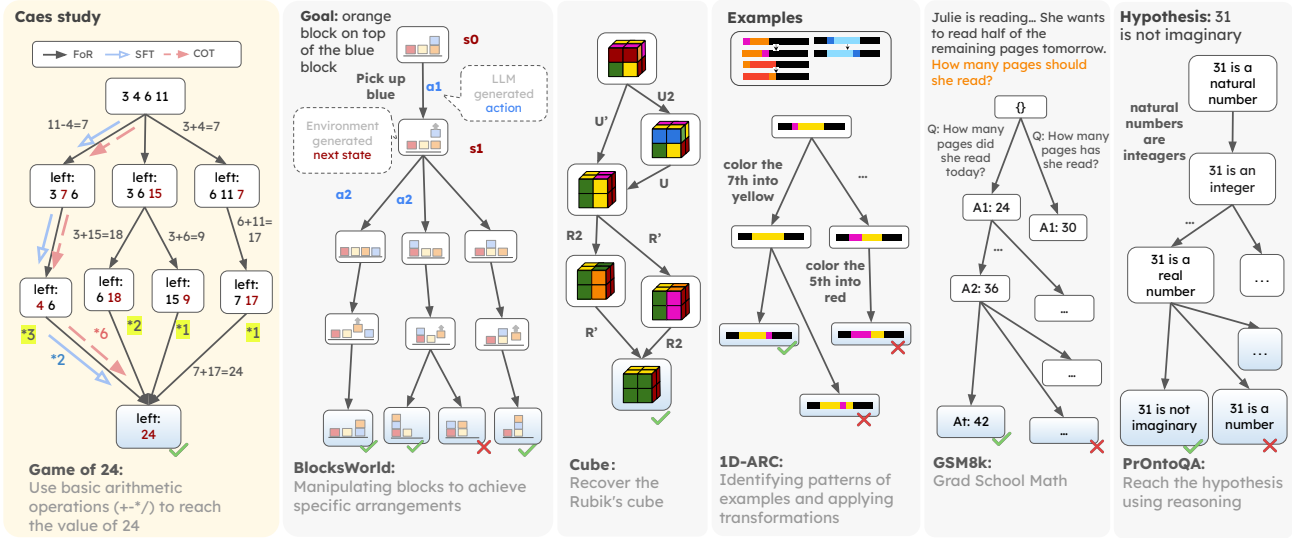 Caes study
FoR
SFT
COT
3 4 6 11
11-4=7
3+4=7
left:
3 7 6
left:
3 6 15
left:
6 11 7
3+15=18
3+6=9
6+11=
17
left:
4 6
left:
6 18
left:
15 9
left:
7 17
*3
*6
*2
*1
*1
*2
7+17=24
left:
24
Game of 24:
Use basic arithmetic
operations (+-*/) to reach
the value of 24
Goal: orange
block on top
of the blue
block
s0
Pick up
blue
a1
LLM
generated
action
Environment
generated
next state
s1
a2
a2
BlocksWorld:
Manipulating blocks to achieve
specific arrangements
U2
U'
U
R2
R'
R'
R2
Cube:
Recover the
Rubik's cube
Examples
color the
7th into
yellow
...
color the
5th into
red
1D-ARC:
Identifying patterns of
examples and applying
transformations
Julie is reading... She wants
to read half of the
remaining pages tomorrow.
How many pages should
she read?
{}
Q: How many
pages did
she read
today?
Q: How many
pages has
she read?
A1: 24
A1: 30
...
A2: 36
...
...
At: 42
...
GSM8k:
Grad School Math
Hypothesis: 31
is not imaginary
31 is a
natural
number
natural
numbers
are
inteagers
31 is an
integer
...
31 is a
real
number
...
...
31 is not
imaginary
31 is a
number
PrOntoQA:
Reach the hypothesis
using reasoning